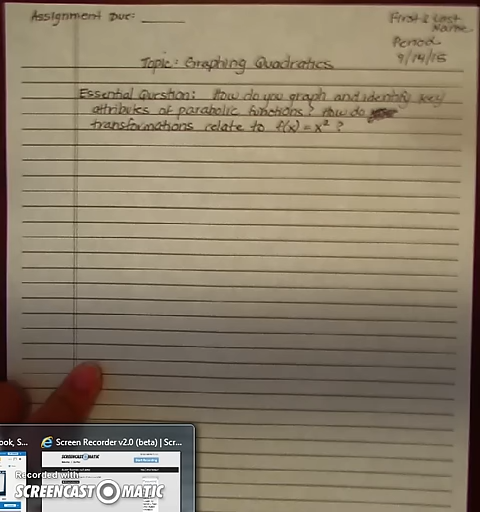 Assignment Due:
First & Last
Name
Period
9/14/15
Topic: Graphing Quadratics
Essential Question: How do you graph and identify key
attributes of parabolic functions? How do
transformations relate to f(x) = x²?
ook, S...
Screen Recorder v2.0 (beta) | Scr...
Recorded with
SCREENCAST-O-MATIC